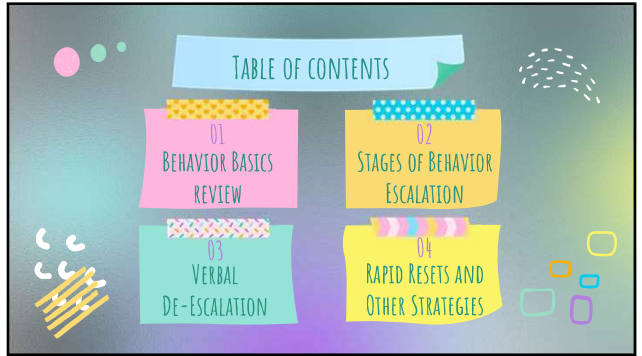 Table of contents
01
Behavior Basics
review
02
Stages of Behavior
Escalation
03
Verbal
De-Escalation
04
Rapid Resets and
Other Strategies